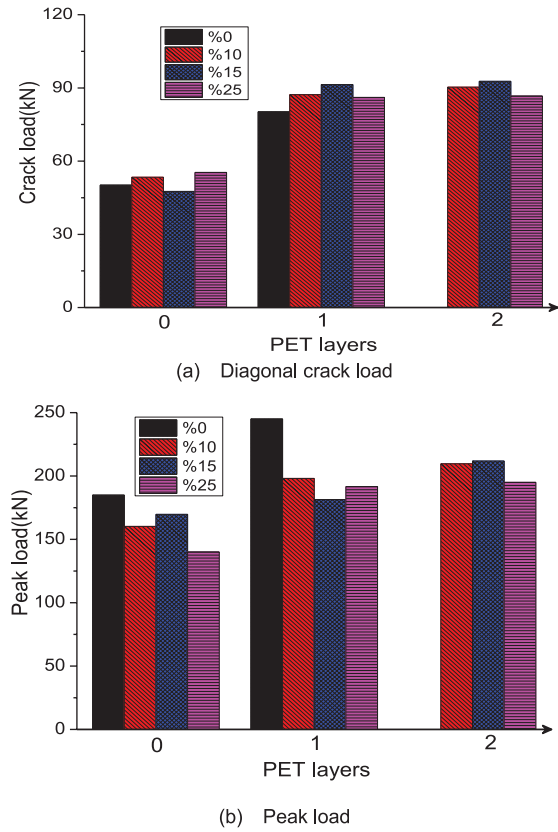 120
90
60
30
0
Crack load(kN)
%0
%10
%15
%25
0 1 2
PET layers
(a) Diagonal crack load
250
200
150
100
50
0
Peak load(kN)
%0
%10
%15
%25
0 1 2
PET layers
(b) Peak load